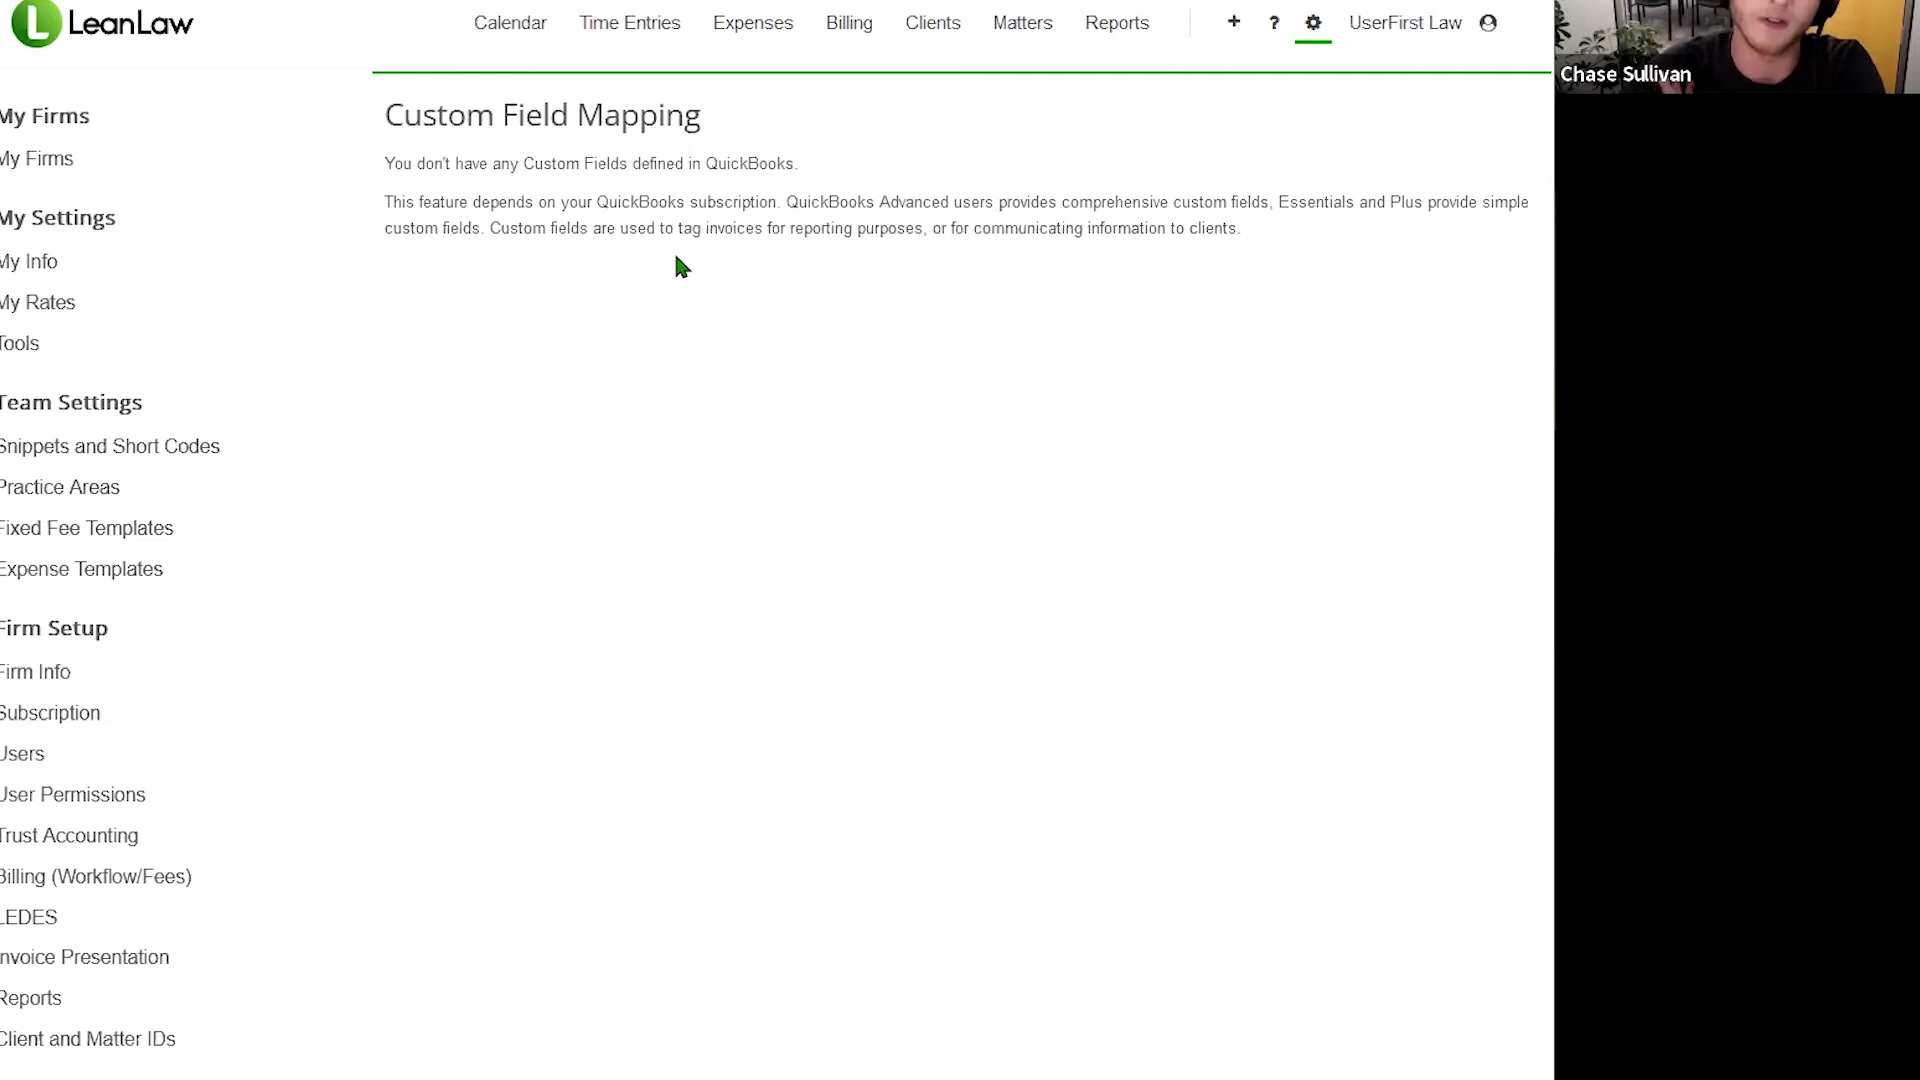 LeanLaw
Calendar Time Entries Expenses Billing Clients Matters Reports + ? UserFirst Law
Chase Sullivan
My Firms
My Firms
My Settings
My Info
My Rates
Tools
Team Settings
Snippets and Short Codes
Practice Areas
Fixed Fee Templates
Expense Templates
Firm Setup
Firm Info
Subscription
Users
User Permissions
Trust Accounting
Billing (Workflow/Fees)
LEDES
Invoice Presentation
Reports
Client and Matter IDs
Custom Field Mapping
You don't have any Custom Fields defined in QuickBooks.
This feature depends on your QuickBooks subscription. QuickBooks Advanced users provides comprehensive custom fields, Essentials and Plus provide simple
custom fields. Custom fields are used to tag invoices for reporting purposes, or for communicating information to clients.